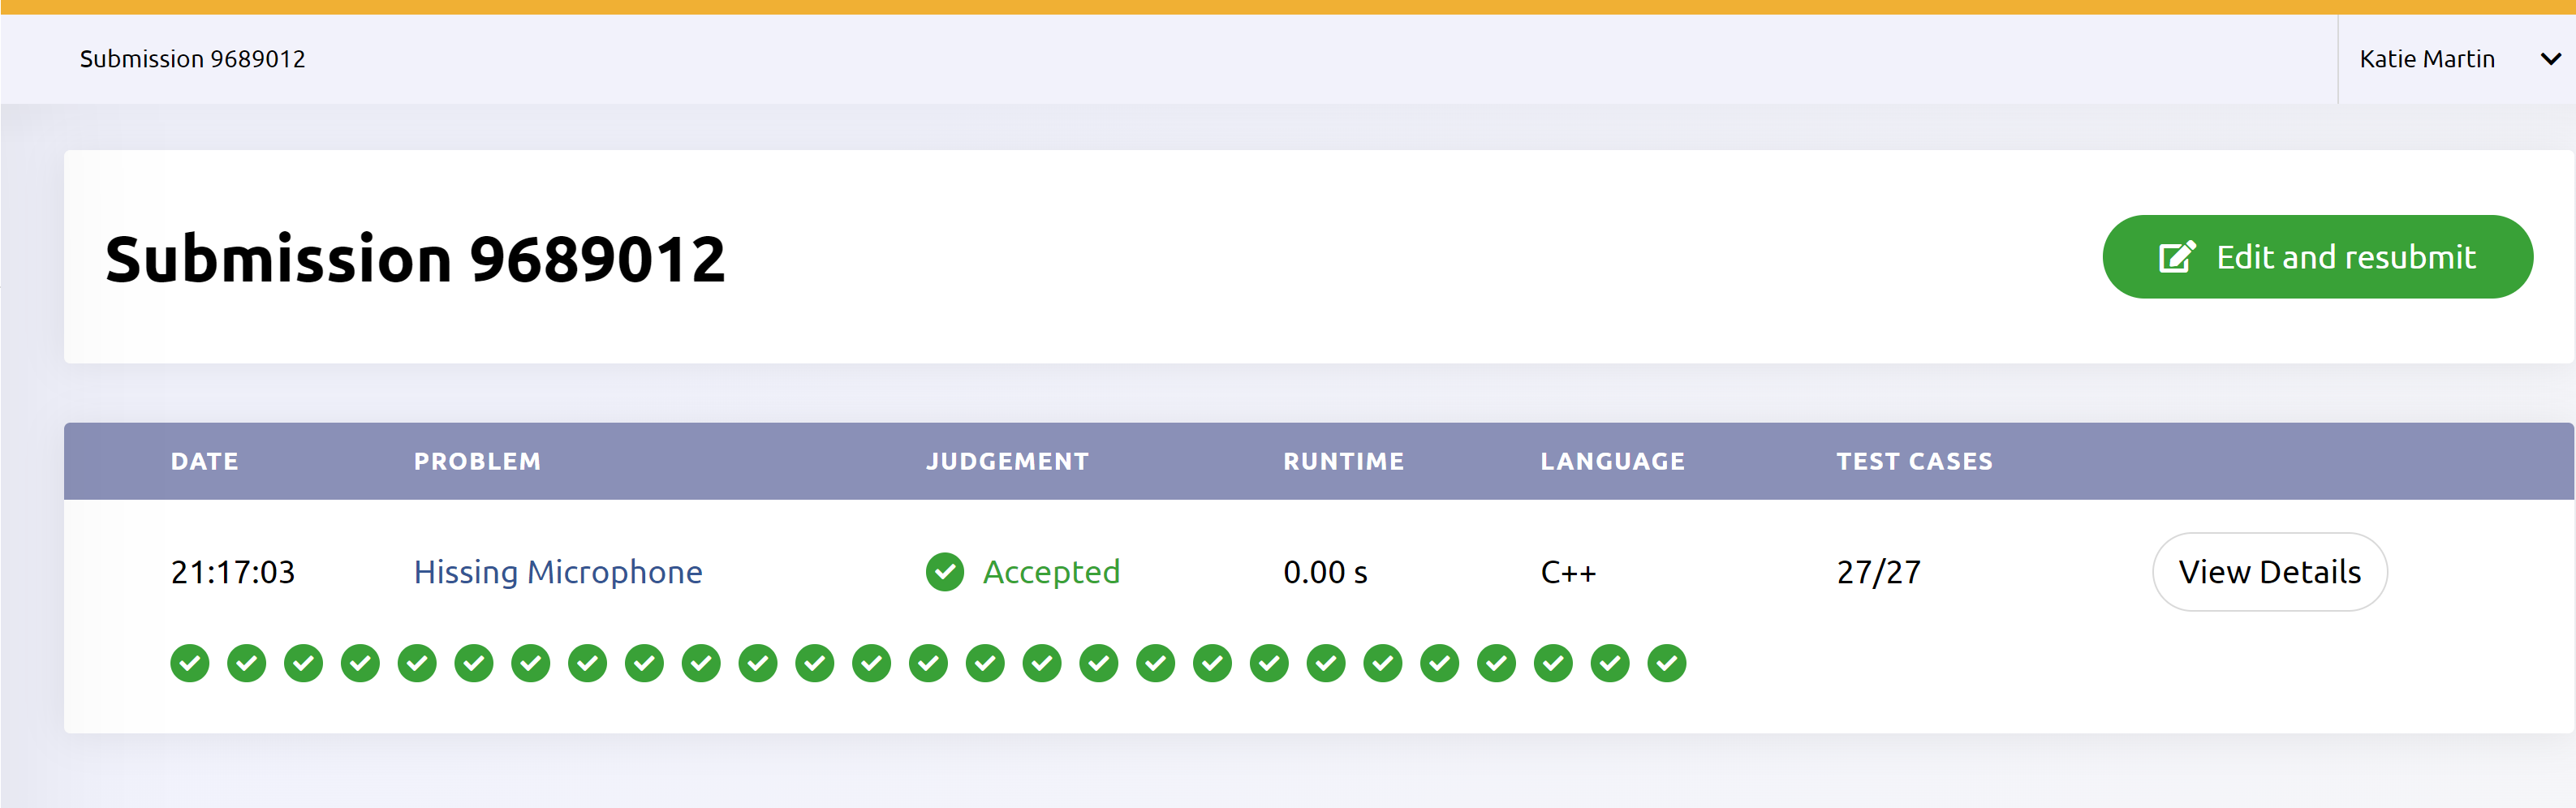 Submission 9689012
Katie Martin
Submission 9689012
Edit and resubmit
DATE PROBLEM JUDGEMENT RUNTIME LANGUAGE TEST CASES
21:17:03 Hissing Microphone Accepted 0.00 s C++ 27/27 View Details